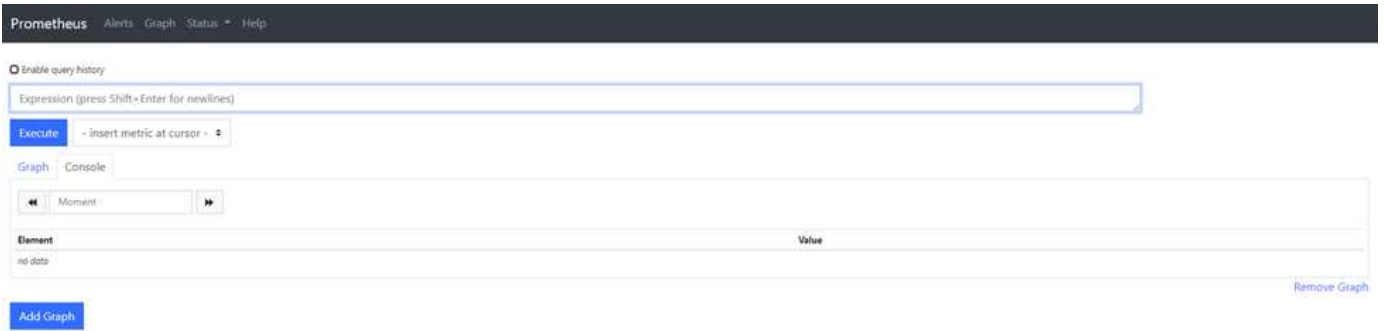 Prometheus Alerts Graph Status Help
Enable query history
Expression (press Shift+Enter for newlines)
Execute - insert metric at cursor -
Graph Console
Moment
Element Value
no data
Remove Graph
Add Graph